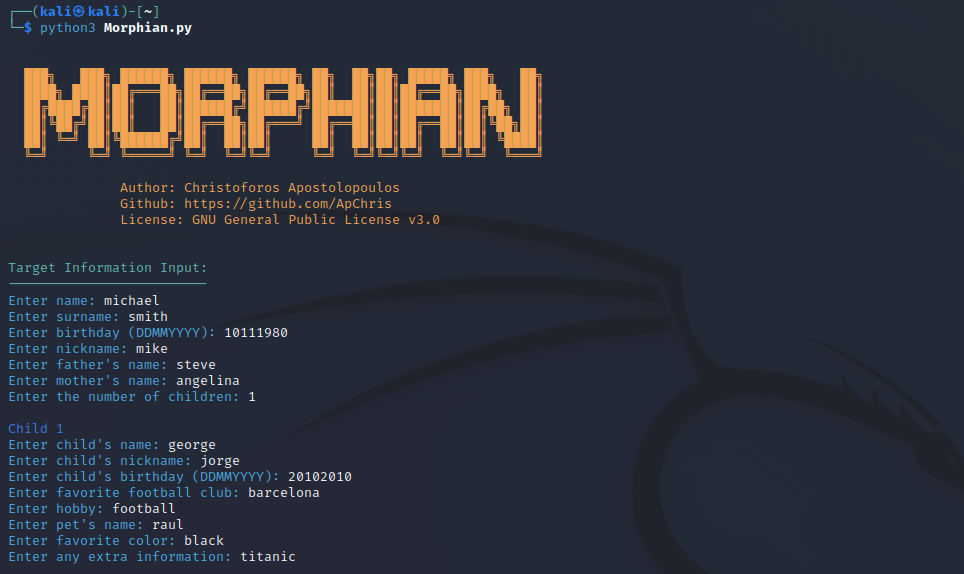 ┌──(kali㉿kali)-[~]
└─$ python3 Morphian.py
MORPHIAN
Author: Christoforos Apostolopoulos
Github: https://github.com/ApChris
License: GNU General Public License v3.0
Target Information Input:
Enter name: michael
Enter surname: smith
Enter birthday (DDMMYYYY): 10111980
Enter nickname: mike
Enter father's name: steve
Enter mother's name: angelina
Enter the number of children: 1
Child 1
Enter child's name: george
Enter child's nickname: jorge
Enter child's birthday (DDMMYYYY): 20102010
Enter favorite football club: barcelona
Enter hobby: football
Enter pet's name: raul
Enter favorite color: black
Enter any extra information: titanic